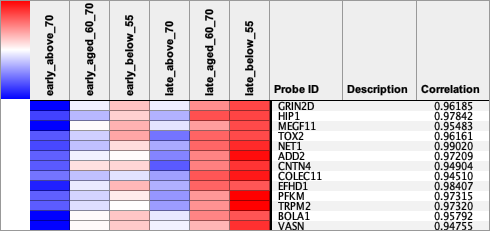 early_above_70
early_aged_60_70
early_below_55
late_above_70
late_aged_60_70
late_below_55
Probe ID Description Correlation
GRIN2D 0.96185
HIP1 0.97842
MEGF11 0.95483
TOX2 0.96161
NET1 0.99020
ADD2 0.97209
CNTN4 0.94904
COLEC11 0.94510
EFHD1 0.98407
PFKM 0.97315
TRPM2 0.97320
BOLA1 0.95792
VASN 0.94755